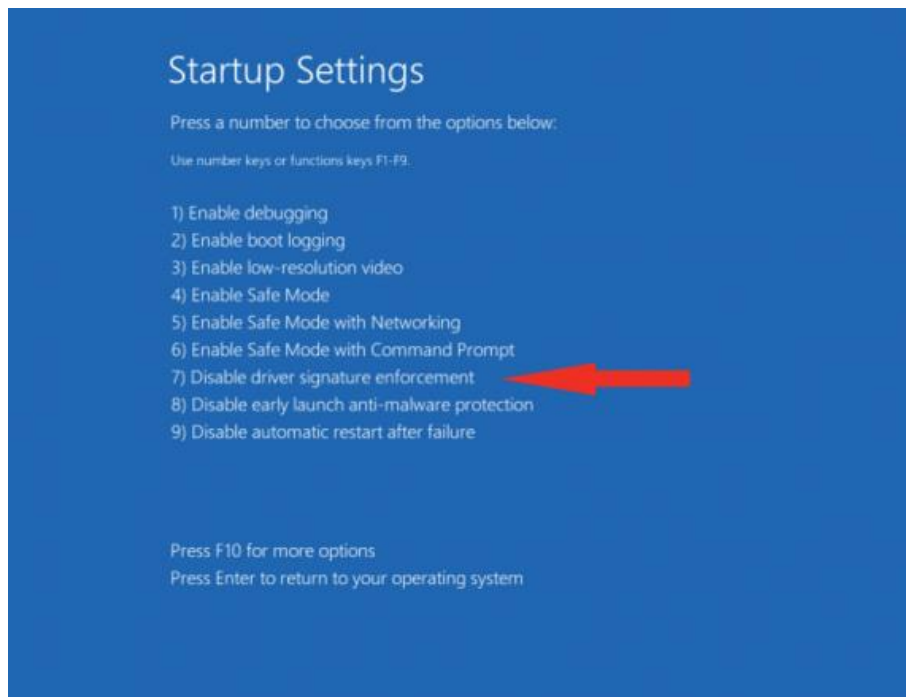 Startup Settings
Press a number to choose from the options below:
Use number keys or functions keys F1-F9.
1) Enable debugging
2) Enable boot logging
3) Enable low-resolution video
4) Enable Safe Mode
5) Enable Safe Mode with Networking
6) Enable Safe Mode with Command Prompt
7) Disable driver signature enforcement
8) Disable early launch anti-malware protection
9) Disable automatic restart after failure
Press F10 for more options
Press Enter to return to your operating system